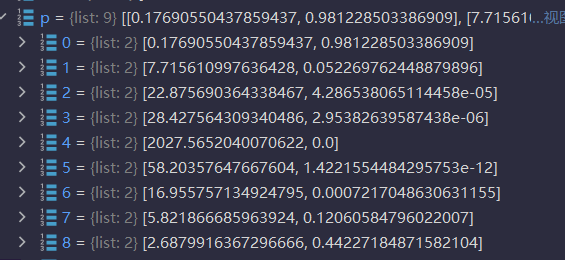 p = {list: 9} [[0.17690550437859437, 0.981228503386909], [7.715610...视图
0 = {list: 2} [0.17690550437859437, 0.981228503386909]
1 = {list: 2} [7.715610997636428, 0.052269762448879896]
2 = {list: 2} [22.875690364338467, 4.286538065114458e-05]
3 = {list: 2} [28.427564309340486, 2.95382639587438e-06]
4 = {list: 2} [2027.5652040070622, 0.0]
5 = {list: 2} [58.20357647667604, 1.4221554484295753e-12]
6 = {list: 2} [16.955757134924795, 0.0007217048630631155]
7 = {list: 2} [5.821866685963924, 0.12060584796022007]
8 = {list: 2} [2.6879916367296666, 0.44227184871582104]